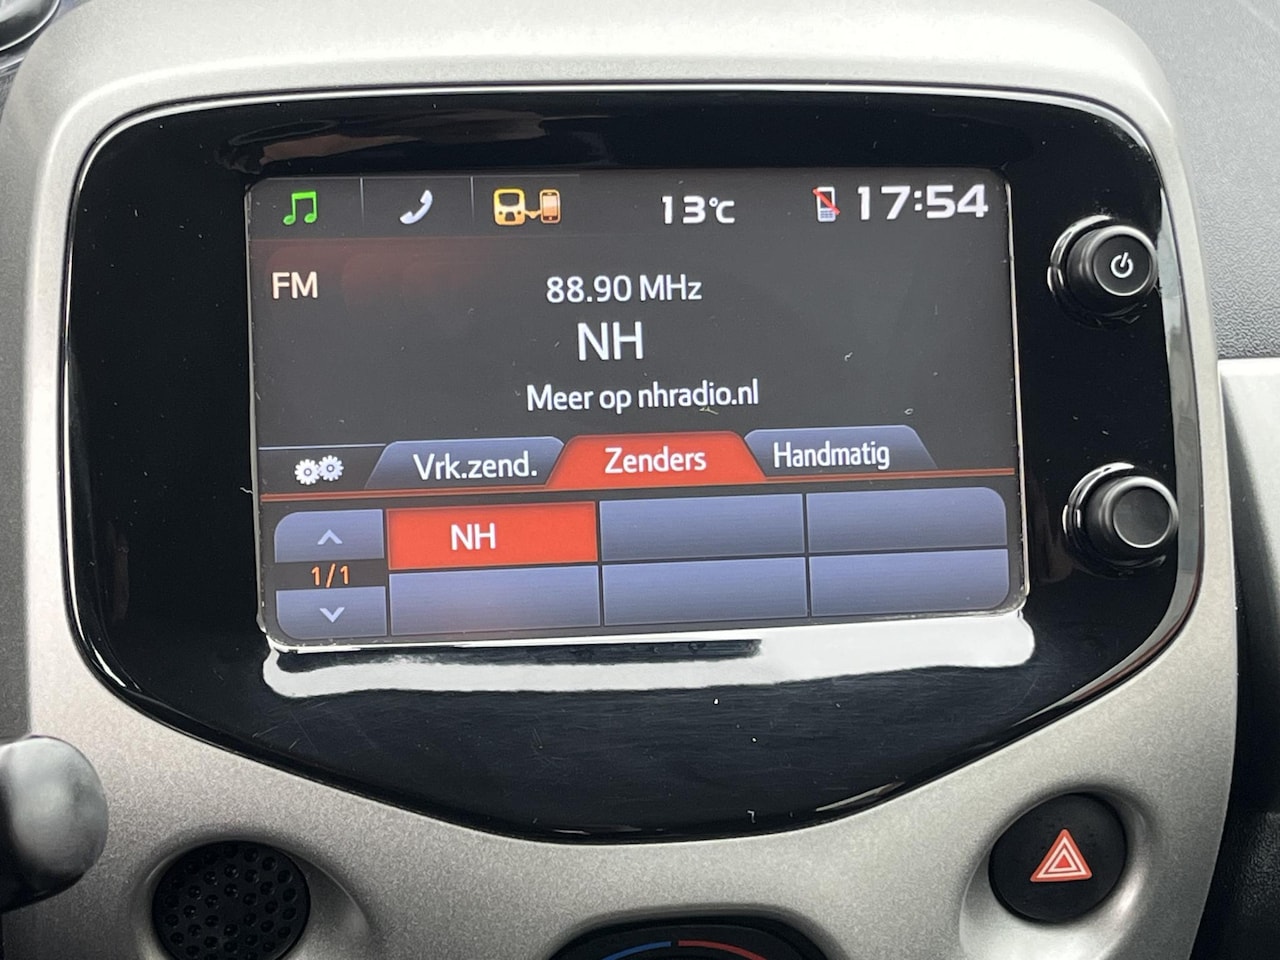 13°C 17:54
FM
88.90 MHz
NH
Meer op nhradio.nl
Vrk.zend. Zenders Handmatig
NH
1/1